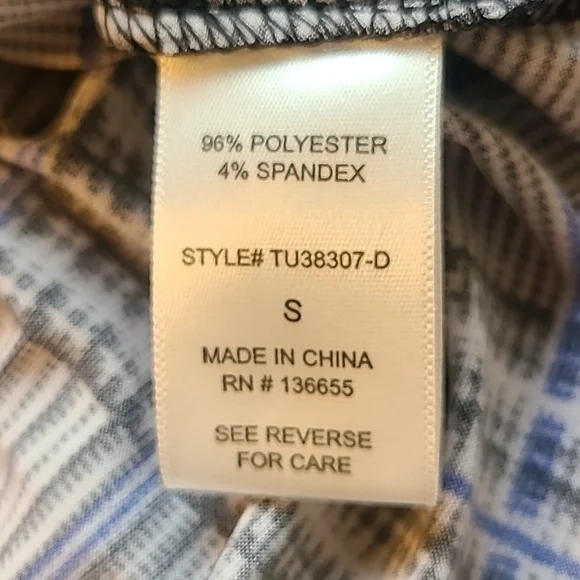 96% POLYESTER
4% SPANDEX
STYLE# TU38307-D
S
MADE IN CHINA
RN # 136655
SEE REVERSE
FOR CARE